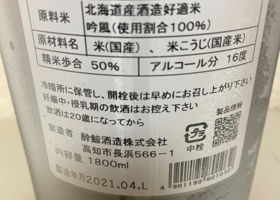 原料米 北海道産酒造好適米
吟風(使用割合100%)
原材料名 米(国産)、米こうじ(国産米)
精米歩合 50% アルコール分 16度
冷暗所に保管し、開栓後は早めにお召し上がり下さい
妊娠中・授乳期の飲酒はお控え下さい
飲酒は20歳になってから
製造者 酔鯨酒造株式会社
高知市長浜566-1
内容量 1800ml
製造年月2021.04.L
製品情報
中栓